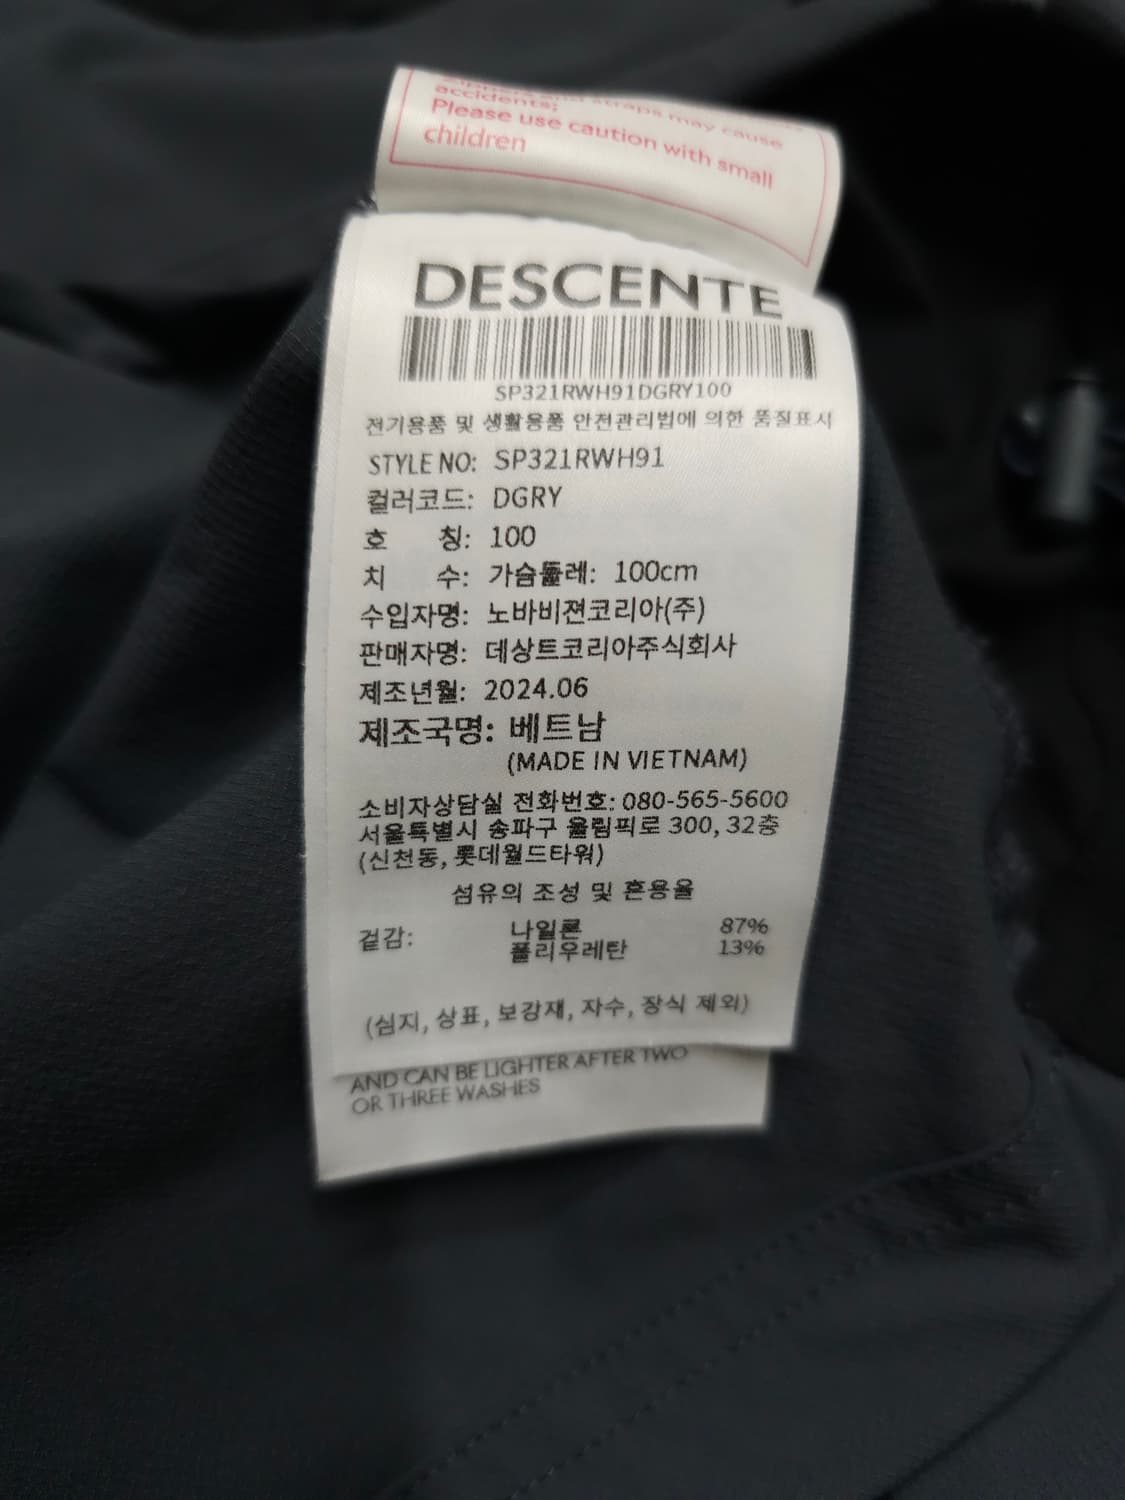 accidents;
Please use caution with small
children
DESCENTE
SP321RWH91DGRY100
전기용품 및 생활용품 안전관리법에 의한 품질표시
STYLE NO: SP321RWH91
컬러코드: DGRY
호 칭: 100
치 수: 가슴둘레: 100cm
수입자명: 노바비젼코리아(주)
판매자명: 데상트코리아주식회사
제조년월: 2024.06
제조국명: 베트남
(MADE IN VIETNAM)
소비자상담실 전화번호: 080-565-5600
서울특별시 송파구 올림픽로 300, 32층
(신천동, 롯데월드타워)
섬유의 조성 및 혼용율
겉감: 나일론 87%
폴리우레탄 13%
(심지, 상표, 보강재, 자수, 장식 제외)
AND CAN BE LIGHTER AFTER TWO
OR THREE WASHES